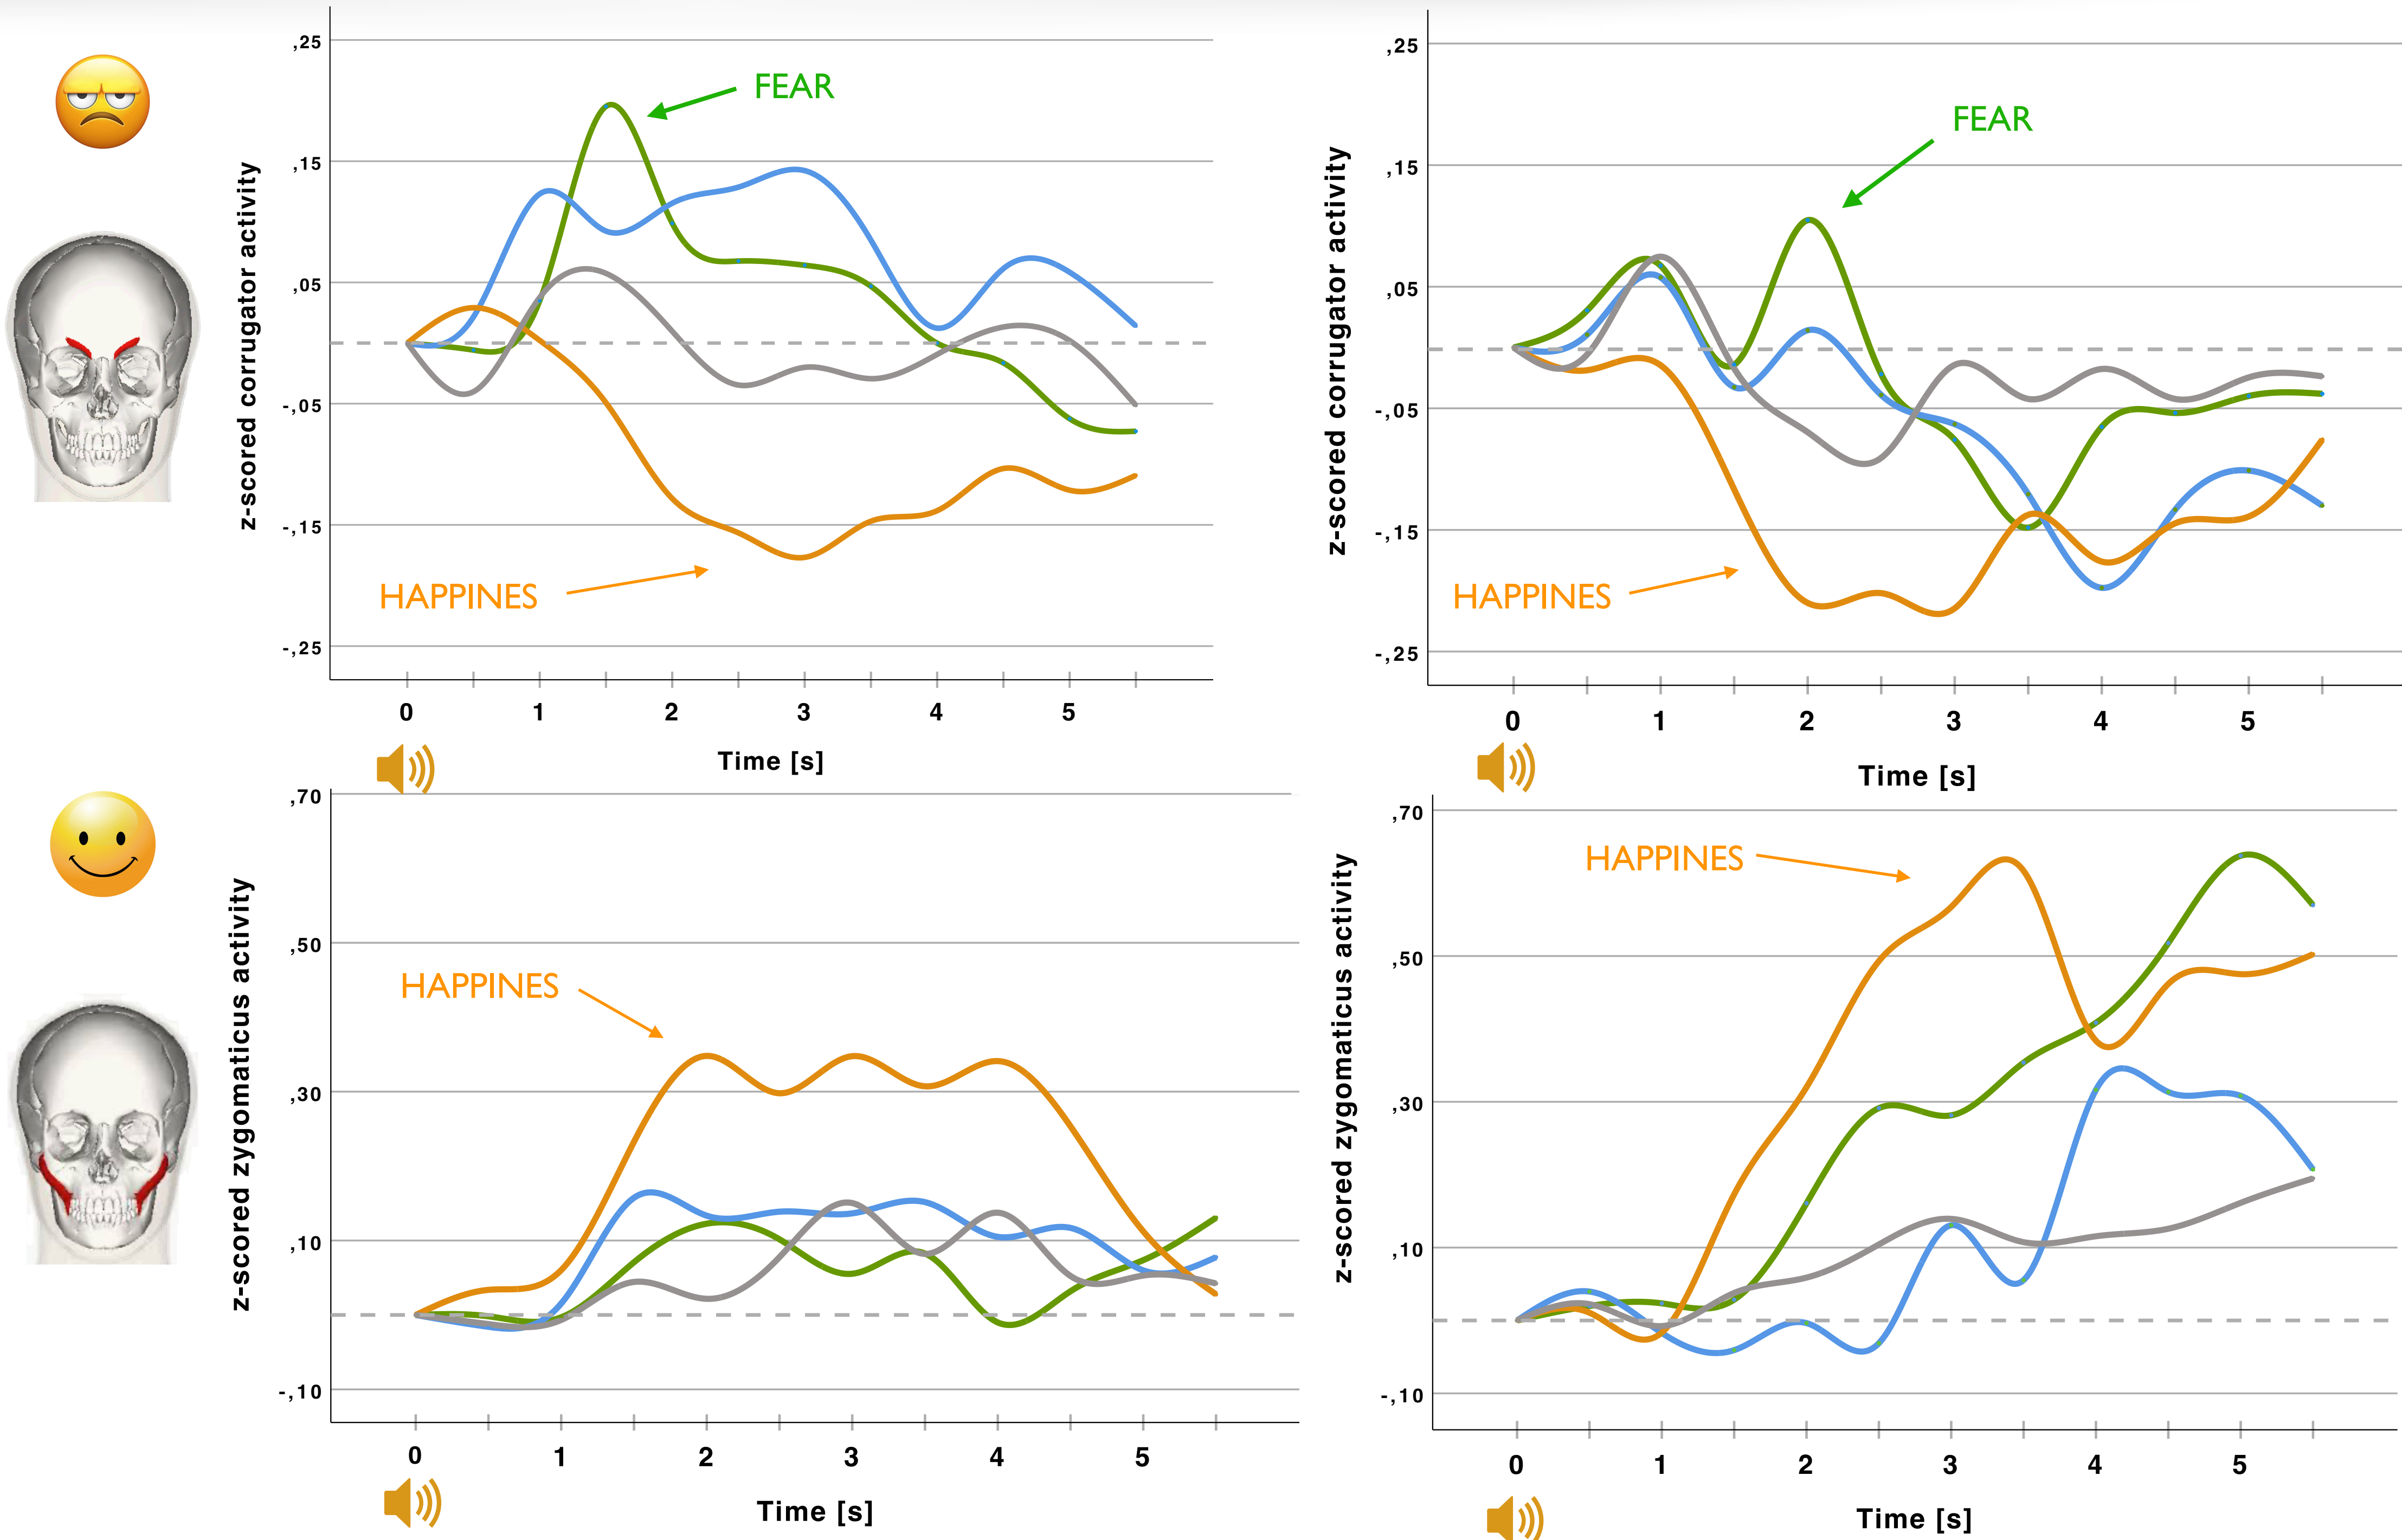 z-scored corrugator activity
,25
,15
,05
-,05
-,15
-,25
FEAR
HAPPINES
0 1 2 3 4 5
Time [s]
z-scored corrugator activity
,25
,15
,05
-,05
-,15
-,25
FEAR
HAPPINES
0 1 2 3 4 5
Time [s]
z-scored zygomaticus activity
,70
,50
,30
,10
-,10
HAPPINES
0 1 2 3 4 5
Time [s]
z-scored zygomaticus activity
,70
,50
,30
,10
-,10
HAPPINES
0 1 2 3 4 5
Time [s]